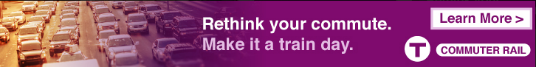 Rethink your commute.
Make it a train day.
Learn More >
T COMMUTER RAIL